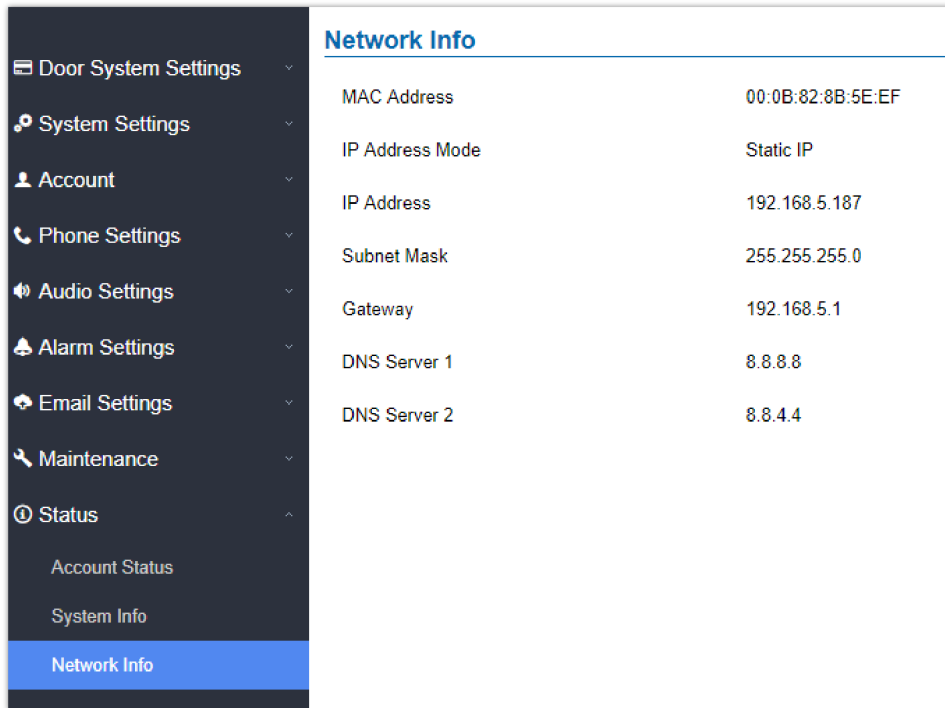 Door System Settings
System Settings
Account
Phone Settings
Audio Settings
Alarm Settings
Email Settings
Maintenance
Status
Account Status
System Info
Network Info
Network Info
MAC Address 00:0B:82:8B:5E:EF
IP Address Mode Static IP
IP Address 192.168.5.187
Subnet Mask 255.255.255.0
Gateway 192.168.5.1
DNS Server 1 8.8.8.8
DNS Server 2 8.8.4.4